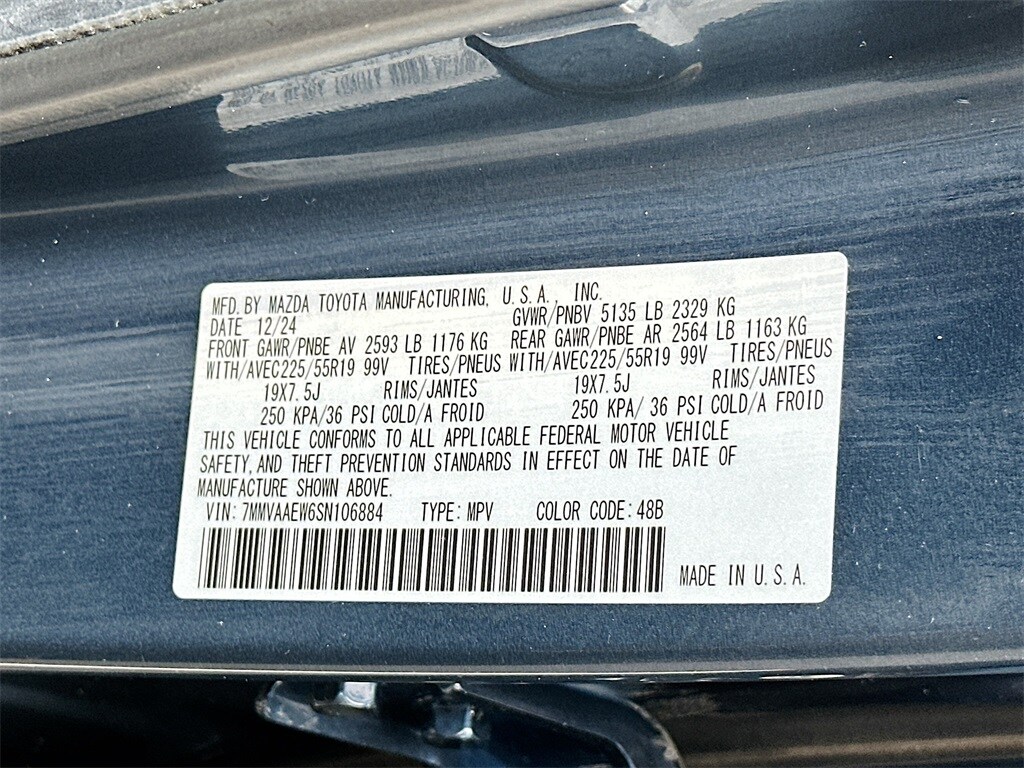 MFD. BY MAZDA TOYOTA MANUFACTURING, U.S.A., INC.
DATE 12/24 GVWR/PNBV 5135 LB 2329 KG
FRONT GAWR/PNBE AV 2593 LB 1176 KG REAR GAWR/PNBE AR 2564 LB 1163 KG
WITH/AVEC225/55R19 99V TIRES/PNEUS WITH/AVEC225/55R19 99V TIRES/PNEUS
19X7.5J RIMS/JANTES 19X7.5J RIMS/JANTES
250 KPA/36 PSI COLD/A FROID 250 KPA/ 36 PSI COLD/A FROID
THIS VEHICLE CONFORMS TO ALL APPLICABLE FEDERAL MOTOR VEHICLE
SAFETY, AND THEFT PREVENTION STANDARDS IN EFFECT ON THE DATE OF
MANUFACTURE SHOWN ABOVE.
VIN: 7MMVAAEW6SN106884 TYPE: MPV COLOR CODE: 48B
MADE IN U.S.A.